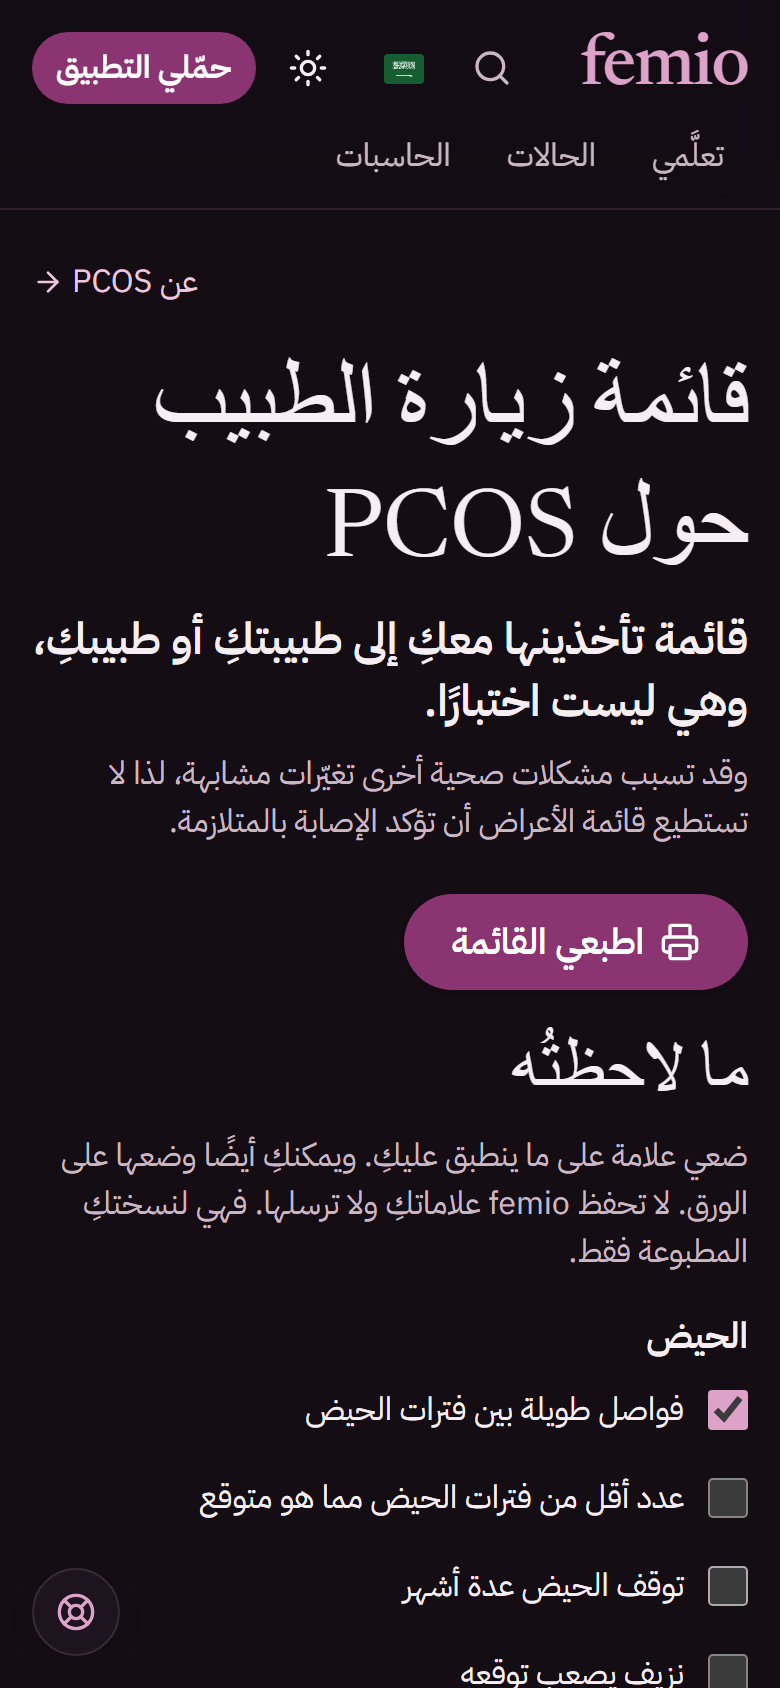 femio
حمّلي التطبيق
تعلَّمي
الحالات
الحاسبات
عن PCOS
قائمة زيارة الطبيب
حول PCOS
قائمة تأخذينها معكِ إلى طبيبتكِ أو طبيبكِ،
وهي ليست اختبارًا.
وقد تسبب مشكلات صحية أخرى تغيّرات مشابهة، لذا لا
تستطيع قائمة الأعراض أن تؤكد الإصابة بالمتلازمة.
اطبعي القائمة
ما لاحظتُه
ضعي علامة على ما ينطبق عليكِ. ويمكنكِ أيضًا وضعها على
الورق. لا تحفظ femio علاماتكِ ولا ترسلها. فهي لنسختكِ
المطبوعة فقط.
الحيض
فواصل طويلة بين فترات الحيض
عدد أقل من فترات الحيض مما هو متوقع
توقف الحيض عدة أشهر
نزيف يصعب توقعه